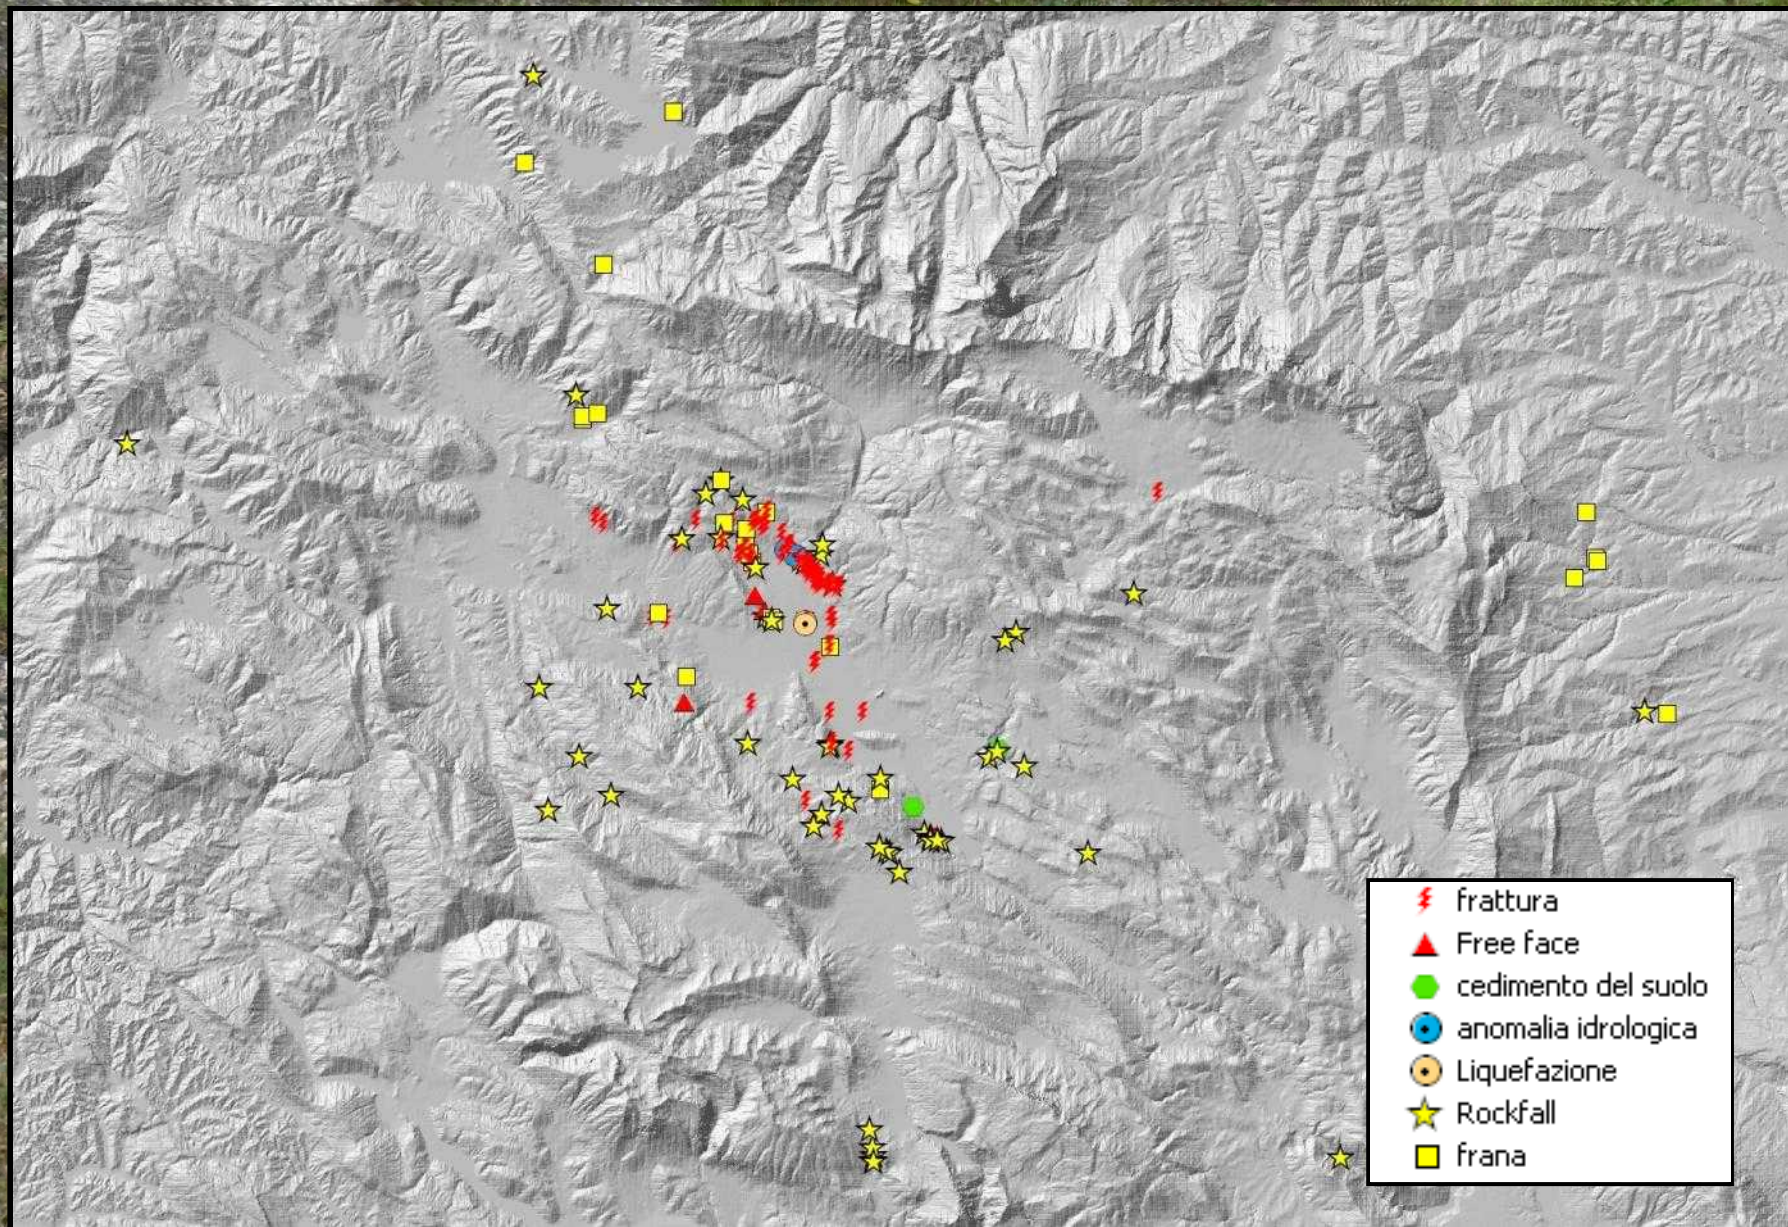 frattura
Free face
cedimento del suolo
anomalia idrologica
Liquefazione
Rockfall
frana